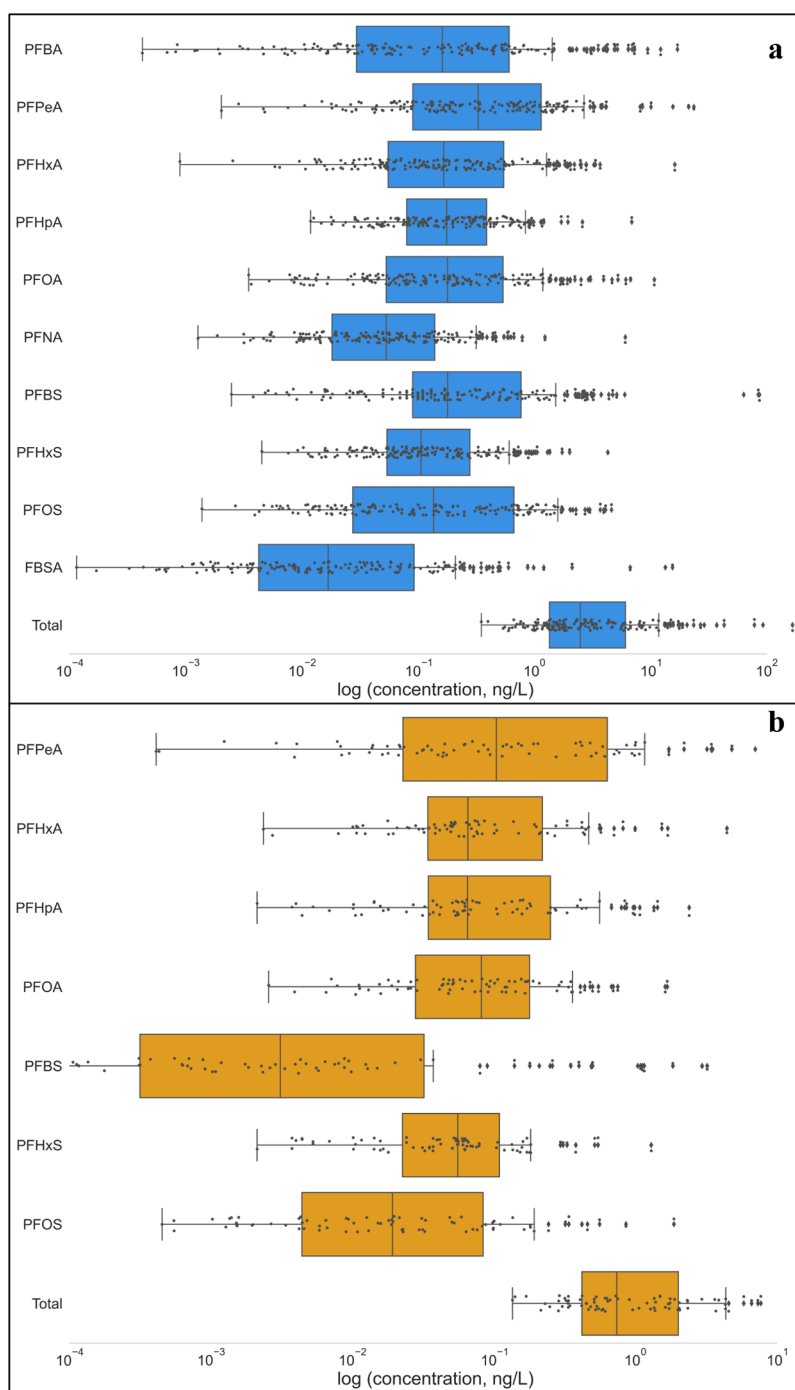 a
PFBA
PFPeA
PFHxA
PFHpA
PFOA
PFNA
PFBS
PFHxS
PFOS
FBSA
Total
10⁻⁴ 10⁻³ 10⁻² 10⁻¹ 10⁰ 10¹ 10²
log (concentration, ng/L)
b
PFPeA
PFHxA
PFHpA
PFOA
PFBS
PFHxS
PFOS
Total
10⁻⁴ 10⁻³ 10⁻² 10⁻¹ 10⁰ 10¹
log (concentration, ng/L)